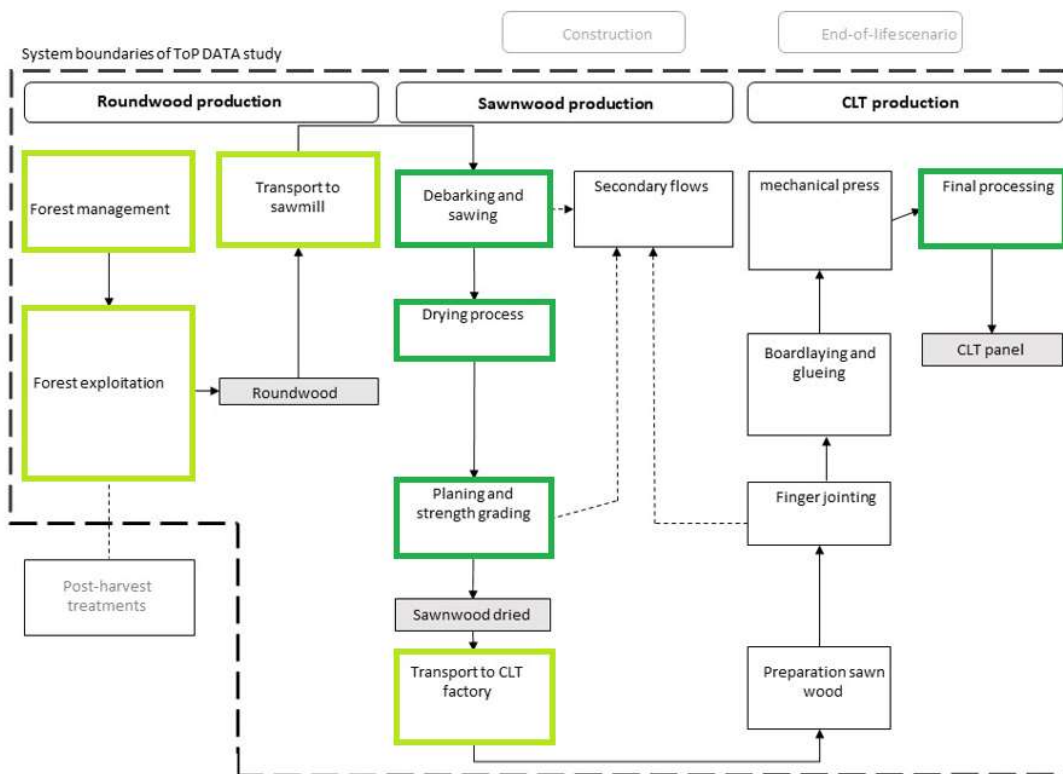 Construction
End-of-lifescenario
System boundaries of ToP DATA study
Roundwood production
Sawnwood production
CLT production
Forest management
Transport to
sawmill
Debarking and
sawing
Secondary flows
mechanical press
Final processing
Drying process
Forest exploitation
Roundwood
Boardlaying and
glueing
CLT panel
Planing and
strength grading
Finger jointing
Post-harvest
treatments
Sawnwood dried
Transport to CLT
factory
Preparation sawn
wood